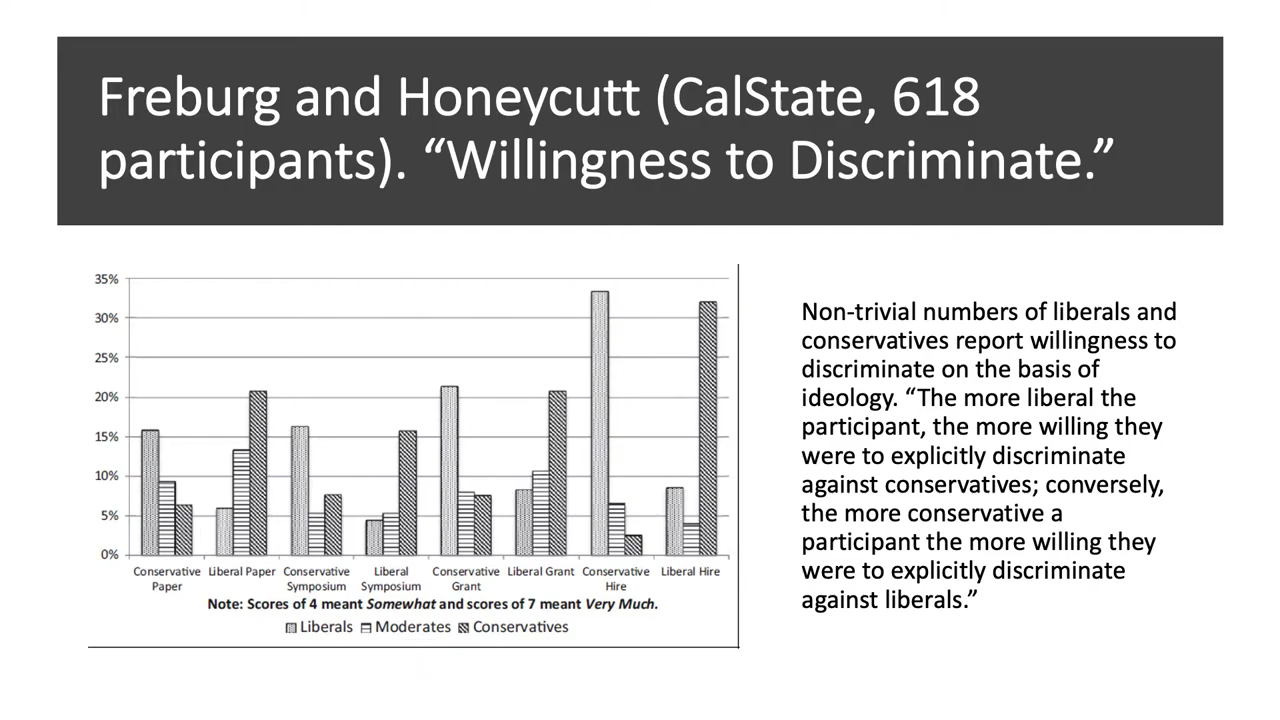 Freburg and Honeycutt (CalState, 618
participants). “Willingness to Discriminate.”
35%
30%
25%
20%
15%
10%
5%
0%
Conservative Paper
Liberal Paper
Conservative Symposium
Liberal Symposium
Conservative Grant
Liberal Grant
Conservative Hire
Liberal Hire
Note: Scores of 4 meant Somewhat and scores of 7 meant Very Much.
Liberals Moderates Conservatives
Non-trivial numbers of liberals and
conservatives report willingness to
discriminate on the basis of
ideology. “The more liberal the
participant, the more willing they
were to explicitly discriminate
against conservatives; conversely,
the more conservative a
participant the more willing they
were to explicitly discriminate
against liberals.”